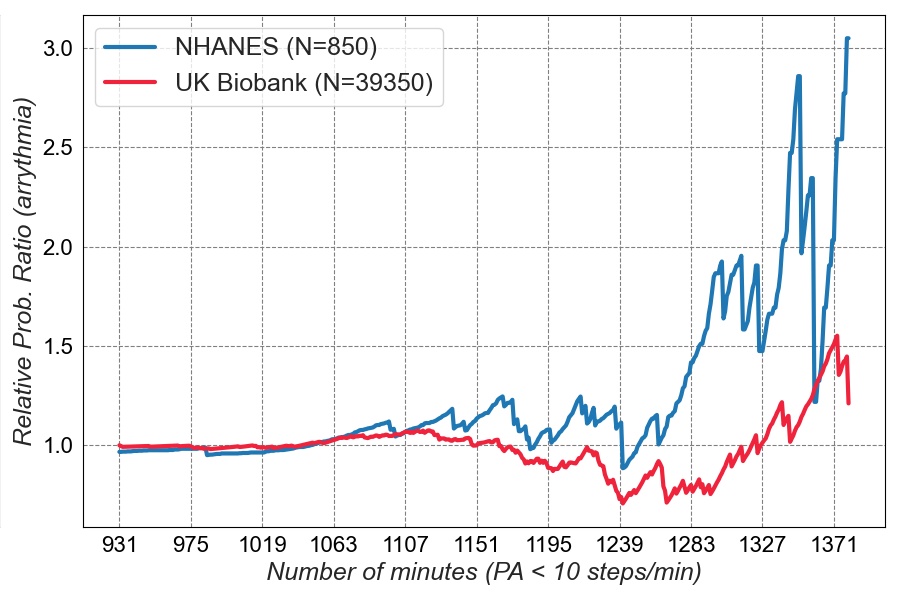 NHANES (N=850)
UK Biobank (N=39350)
Relative Prob. Ratio (arrythmia)
3.0
2.5
2.0
1.5
1.0
931 975 1019 1063 1107 1151 1195 1239 1283 1327 1371
Number of minutes (PA < 10 steps/min)